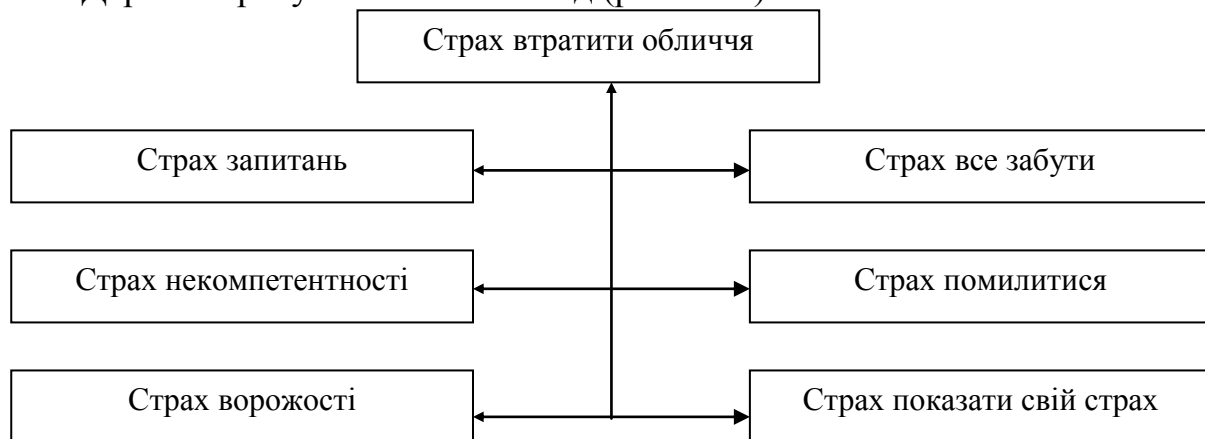 Страх втратити обличчя
Страх запитань
Страх все забути
Страх некомпетентності
Страх помилитися
Страх ворожості
Страх показати свій страх